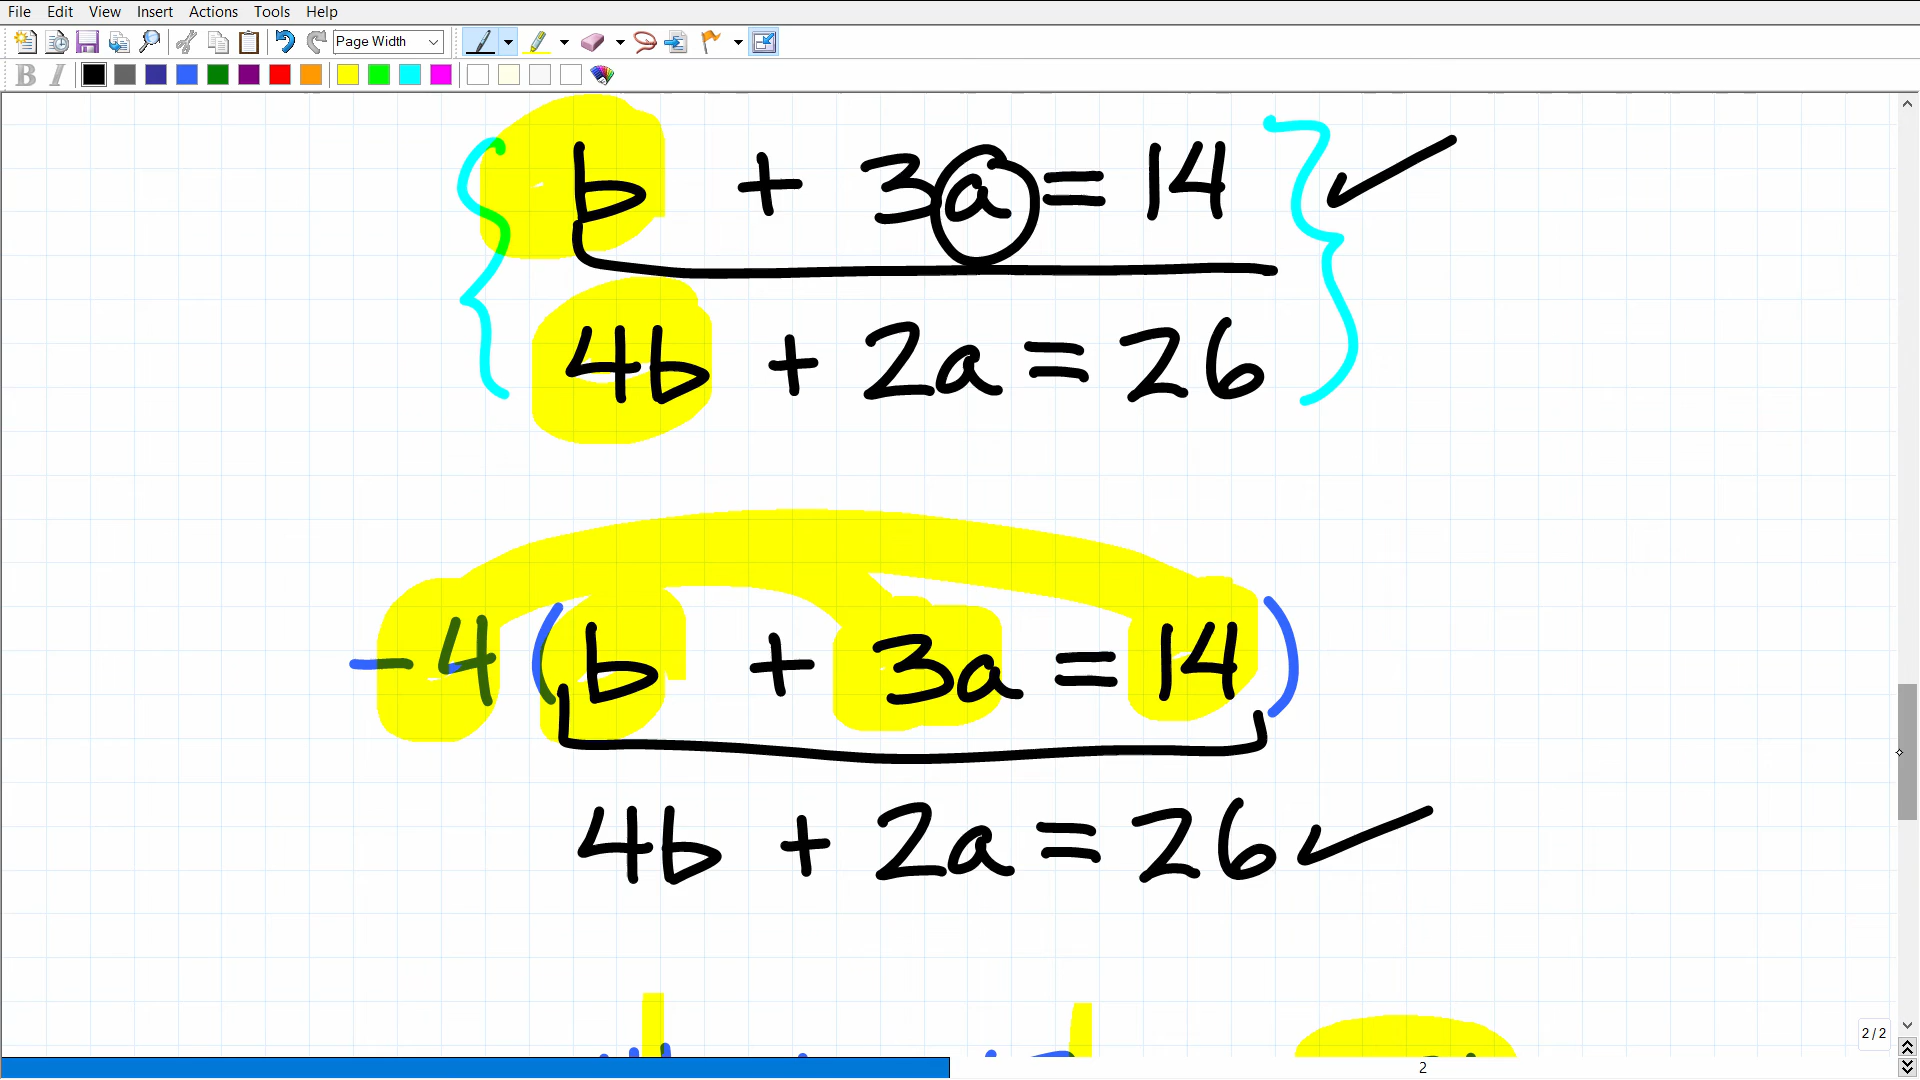 File Edit View Insert Actions Tools Help
Page Width
B I
b + 3a = 14
4b + 2a = 26
-4 (b + 3a = 14)
4b + 2a = 26
2 / 2
2